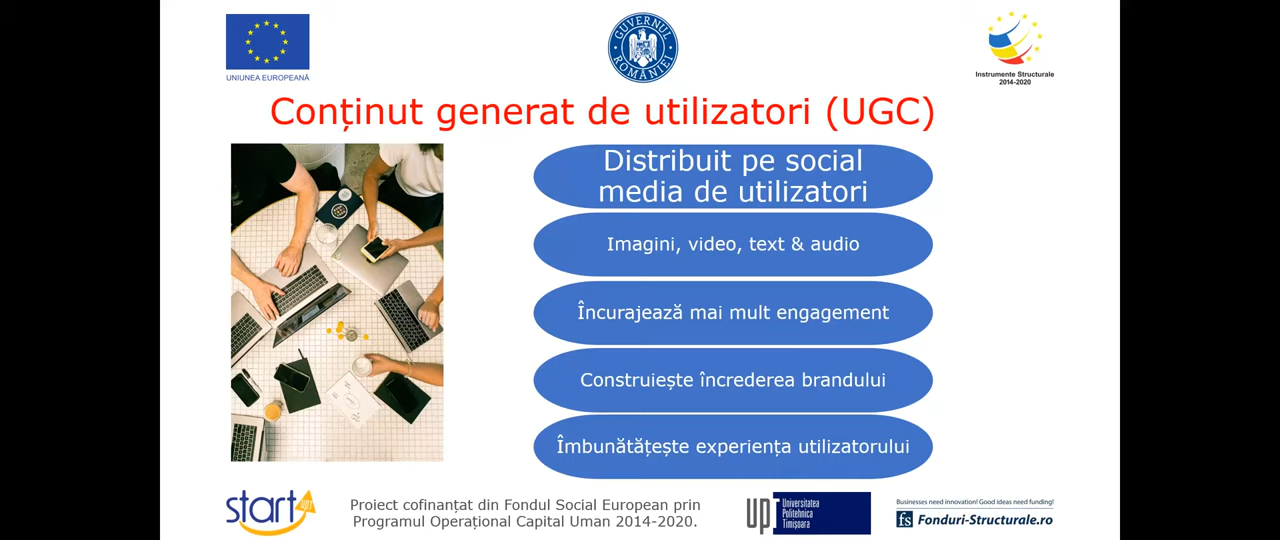 UNIUNEA EUROPEANĂ
GUVERNUL ROMÂNIEI
Instrumente Structurale
2014-2020
Conținut generat de utilizatori (UGC)
Distribuit pe social
media de utilizatori
Imagini, video, text & audio
Încurajează mai mult engagement
Construiește încrederea brandului
Îmbunătățește experiența utilizatorului
start upt
Proiect cofinanțat din Fondul Social European prin
Programul Operațional Capital Uman 2014-2020.
upt
Universitatea
Politehnica
Timișoara
Businesses need innovation! Good ideas need funding!
fs Fonduri-Structurale.ro